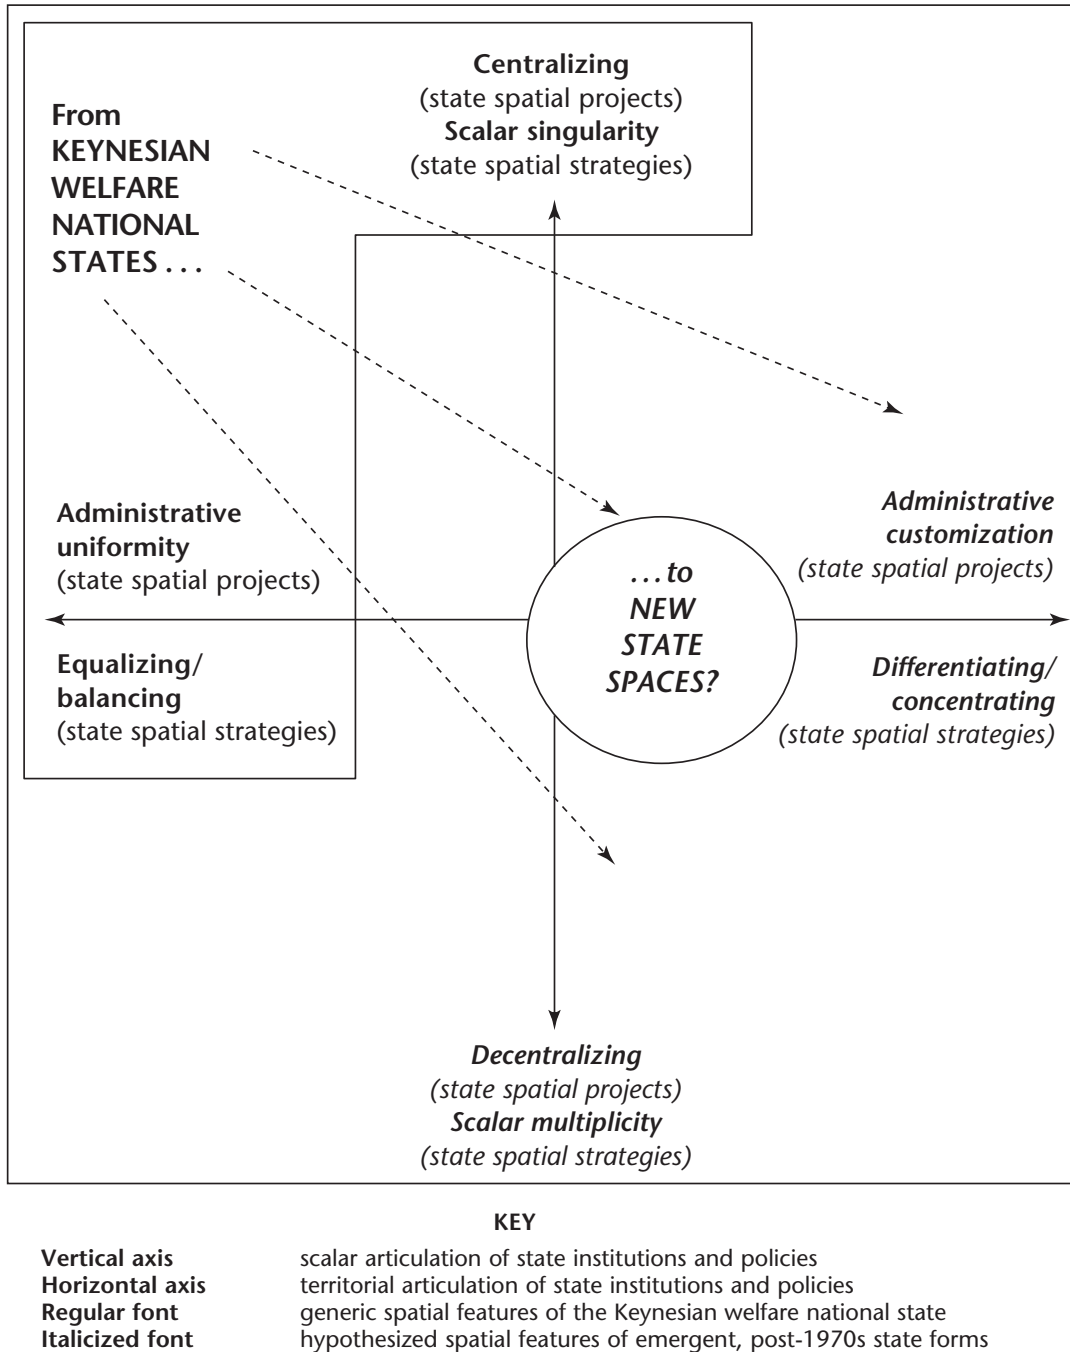 Centralizing
(state spatial projects)
Scalar singularity
(state spatial strategies)
From
KEYNESIAN
WELFARE
NATIONAL
STATES . . .
Administrative
uniformity
(state spatial projects)
Equalizing/
balancing
(state spatial strategies)
. . . to
NEW
STATE
SPACES?
Administrative
customization
(state spatial projects)
Differentiating/
concentrating
(state spatial strategies)
Decentralizing
(state spatial projects)
Scalar multiplicity
(state spatial strategies)
KEY
Vertical axis scalar articulation of state institutions and policies
Horizontal axis territorial articulation of state institutions and policies
Regular font generic spatial features of the Keynesian welfare national state
Italicized font hypothesized spatial features of emergent, post-1970s state forms